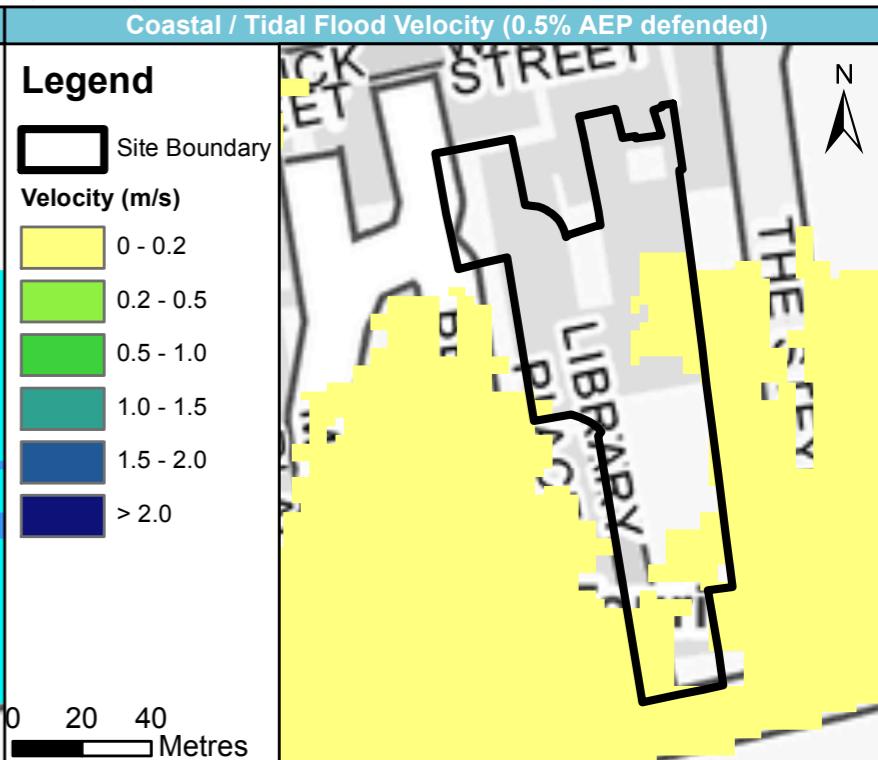 Coastal / Tidal Flood Velocity (0.5% AEP defended)
Legend
Site Boundary
Velocity (m/s)
0 - 0.2
0.2 - 0.5
0.5 - 1.0
1.0 - 1.5
1.5 - 2.0
> 2.0
0 20 40
Metres
STREET
N
THE
LIBRARY